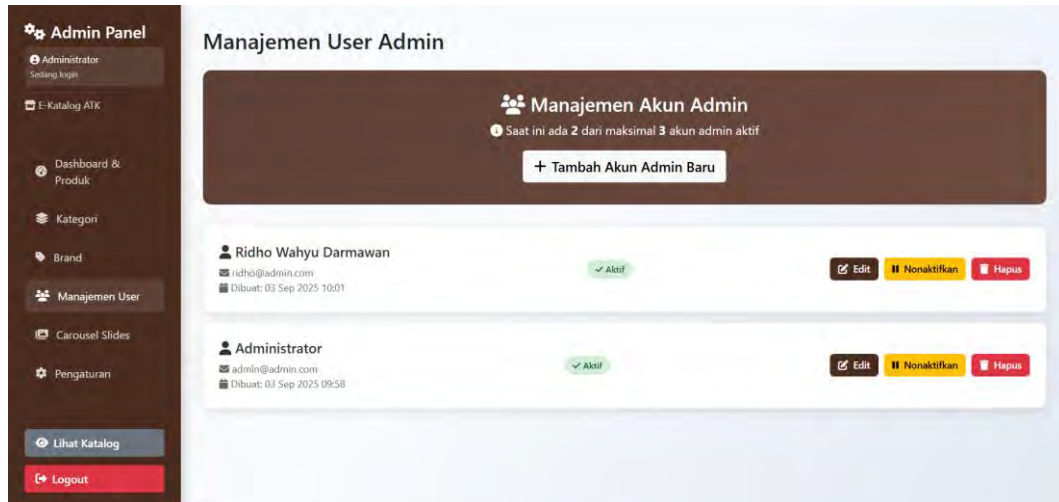 Admin Panel
Administrator
Sedang login
E-Katalog ATK
Dashboard &
Produk
Kategori
Brand
Manajemen User
Carousel Slides
Pengaturan
Lihat Katalog
Logout
Manajemen User Admin
Manajemen Akun Admin
Saat ini ada 2 dari maksimal 3 akun admin aktif
+ Tambah Akun Admin Baru
Ridho Wahyu Darmawan
ridho@admin.com
Dibuat: 03 Sep 2025 10:01
Aktif
Edit
Nonaktifkan
Hapus
Administrator
admin@admin.com
Dibuat: 03 Sep 2025 09:58
Aktif
Edit
Nonaktifkan
Hapus